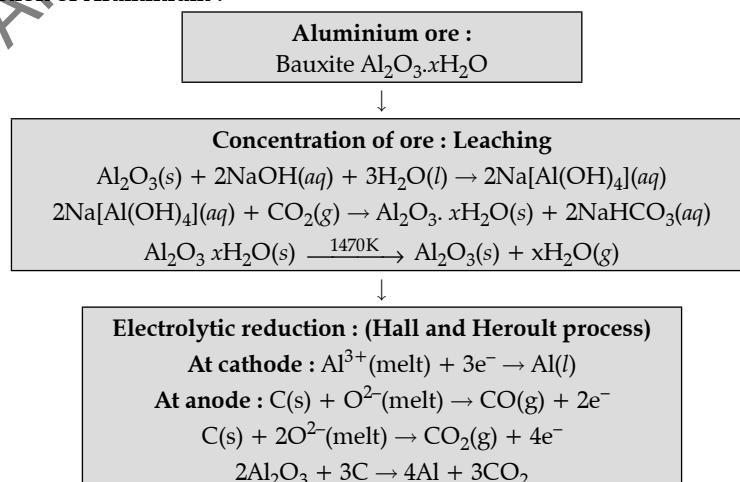 Aluminium ore :
Bauxite Al₂O₃.xH₂O
↓
Concentration of ore : Leaching
Al₂O₃(s) + 2NaOH(aq) + 3H₂O(l) → 2Na[Al(OH)₄](aq)
2Na[Al(OH)₄](aq) + CO₂(g) → Al₂O₃. xH₂O(s) + 2NaHCO₃(aq)
Al₂O₃ xH₂O(s) —1470K→ Al₂O₃(s) + xH₂O(g)
↓
Electrolytic reduction : (Hall and Heroult process)
At cathode : Al³⁺(melt) + 3e⁻ → Al(l)
At anode : C(s) + O²⁻(melt) → CO(g) + 2e⁻
C(s) + 2O²⁻(melt) → CO₂(g) + 4e⁻
2Al₂O₃ + 3C → 4Al + 3CO₂